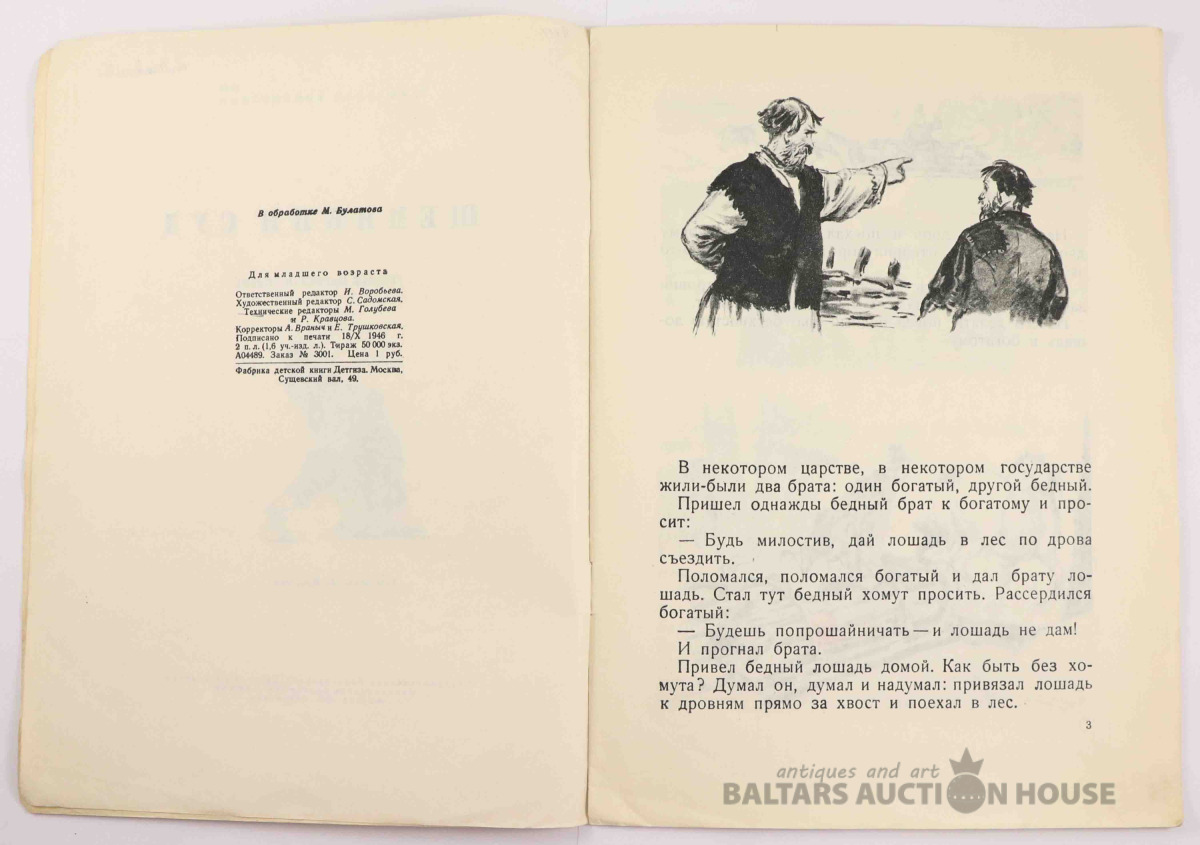 В обработке М. Булатова
Для младшего возраста
Ответственный редактор И. Воробьева.
Художественный редактор С. Садомская,
Технические редакторы М. Голубева
и Р. Кравцова.
Корректоры А. Враныч и Е. Трушковская,
Подписано к печати 18/X 1946 г.
2 п. л. (1,6 уч.-изд. л.). Тираж 50 000 экз.
А04489. Заказ № 3001. Цена 1 руб.
Фабрика детской книги Детгиза. Москва,
Сущевский вал, 49.
В некотором царстве, в некотором государстве
жили-были два брата: один богатый, другой бедный.
Пришел однажды бедный брат к богатому и про-
сит:
— Будь милостив, дай лошадь в лес по дрова
съездить.
Поломался, поломался богатый и дал брату ло-
шадь. Стал тут бедный хомут просить. Рассердился
богатый:
— Будешь попрошайничать — и лошадь не дам!
И прогнал брата.
Привел бедный лошадь домой. Как быть без хо-
мута? Думал он, думал и надумал: привязал лошадь
к дровням прямо за хвост и поехал в лес.
3
antiques and art
BALTARS AUCTION HOUSE